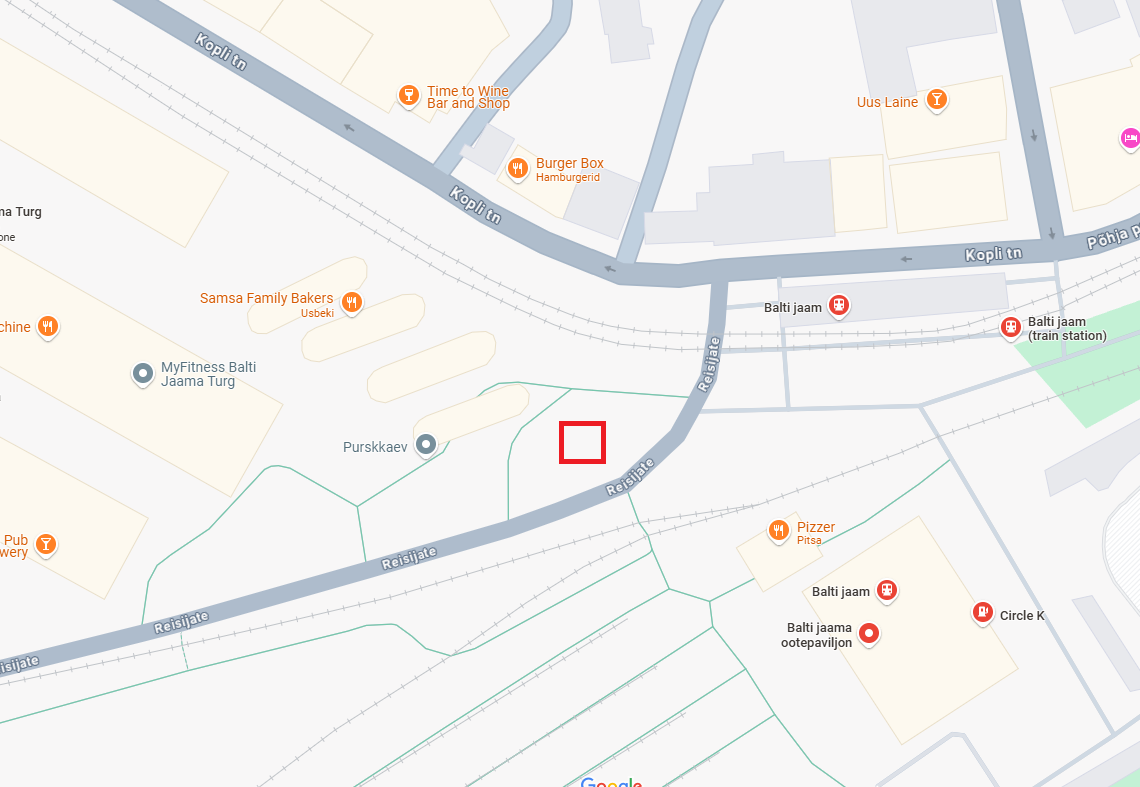 Kopli tn
Time to Wine
Bar and Shop
Uus Laine
Burger Box
Hamburgerid
Kopli tn
ma Turg
one
Kopli tn
Põhja p
Samsa Family Bakers
Usbeki
Balti jaam
Balti jaam
(train station)
chine
MyFitness Balti
Jaama Turg
Reisijate
Purskkaev
Reisijate
Pub
wery
Pizzer
Pitsa
Reisijate
Balti jaam
Circle K
Reisijate
Balti jaama
ootepaviljon
isijate
Google